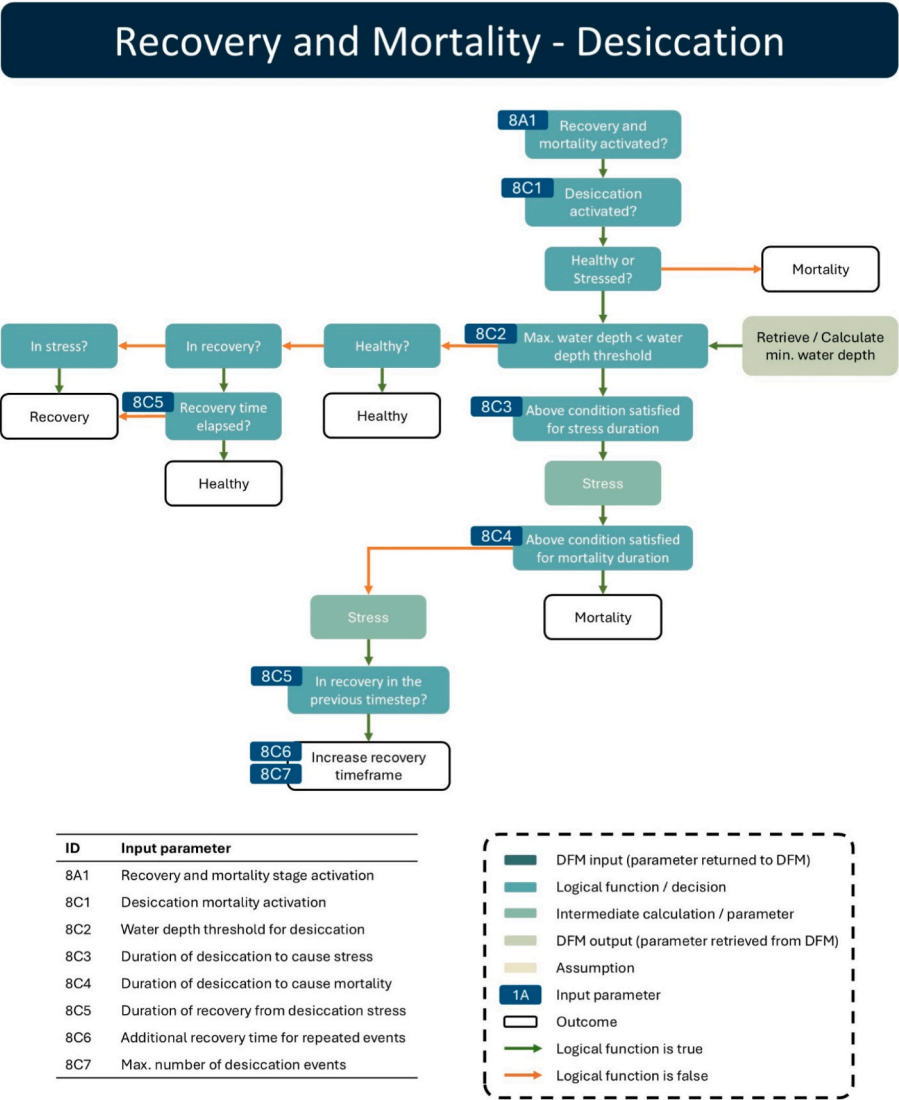 Recovery and Mortality - Desiccation
8A1
Recovery and
mortality activated?
8C1
Desiccation
activated?
Healthy or
Stressed?
Mortality
In stress?
In recovery?
Healthy?
8C2
Max. water depth < water
depth threshold
Retrieve / Calculate
min. water depth
Recovery
8C5
Recovery time
elapsed?
Healthy
8C3
Above condition satisfied
for stress duration
Healthy
Stress
8C4
Above condition satisfied
for mortality duration
Stress
Mortality
8C5
In recovery in the
previous timestep?
8C6
8C7
Increase recovery
timeframe
ID Input parameter
8A1 Recovery and mortality stage activation
8C1 Desiccation mortality activation
8C2 Water depth threshold for desiccation
8C3 Duration of desiccation to cause stress
8C4 Duration of desiccation to cause mortality
8C5 Duration of recovery from desiccation stress
8C6 Additional recovery time for repeated events
8C7 Max. number of desiccation events
DFM input (parameter returned to DFM)
Logical function / decision
Intermediate calculation / parameter
DFM output (parameter retrieved from DFM)
Assumption
1A Input parameter
Outcome
Logical function is true
Logical function is false